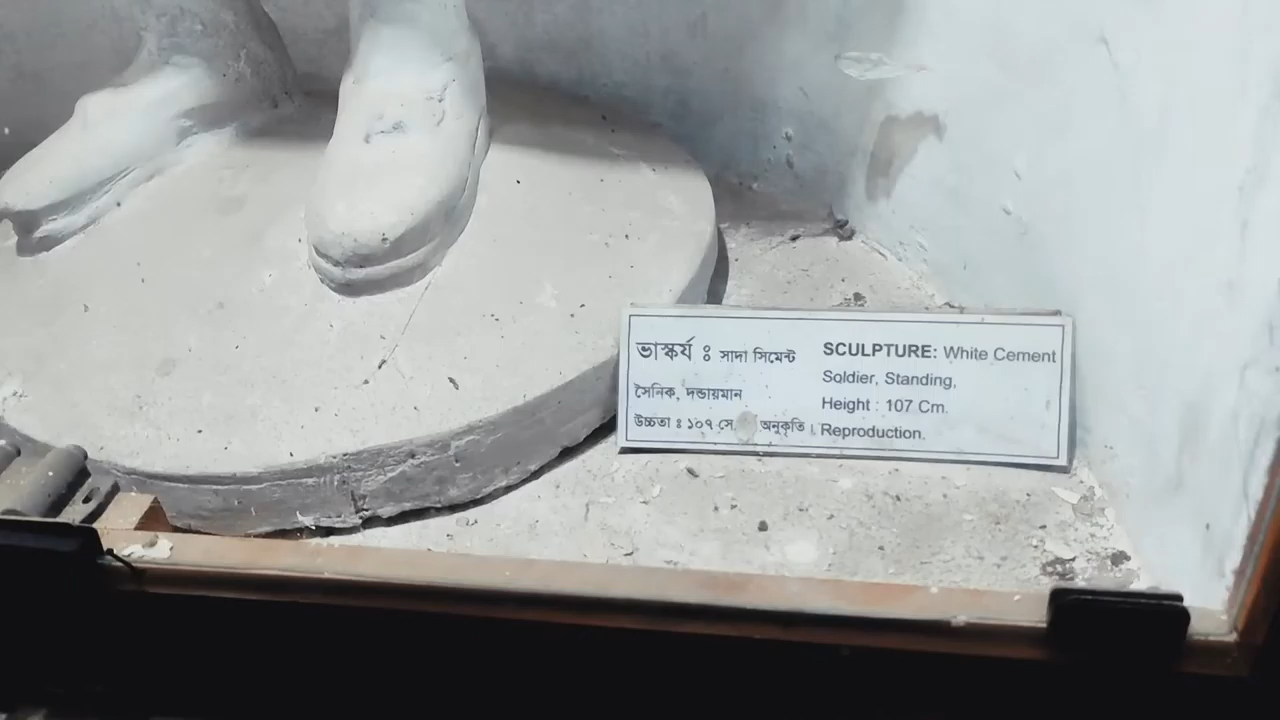 ভাস্কর্য ঃ সাদা সিমেন্ট
সৈনিক, দন্ডায়মান
উচ্চতা ঃ ১০৭ সে. অনুকৃতি।
SCULPTURE: White Cement
Soldier, Standing,
Height : 107 Cm.
Reproduction.